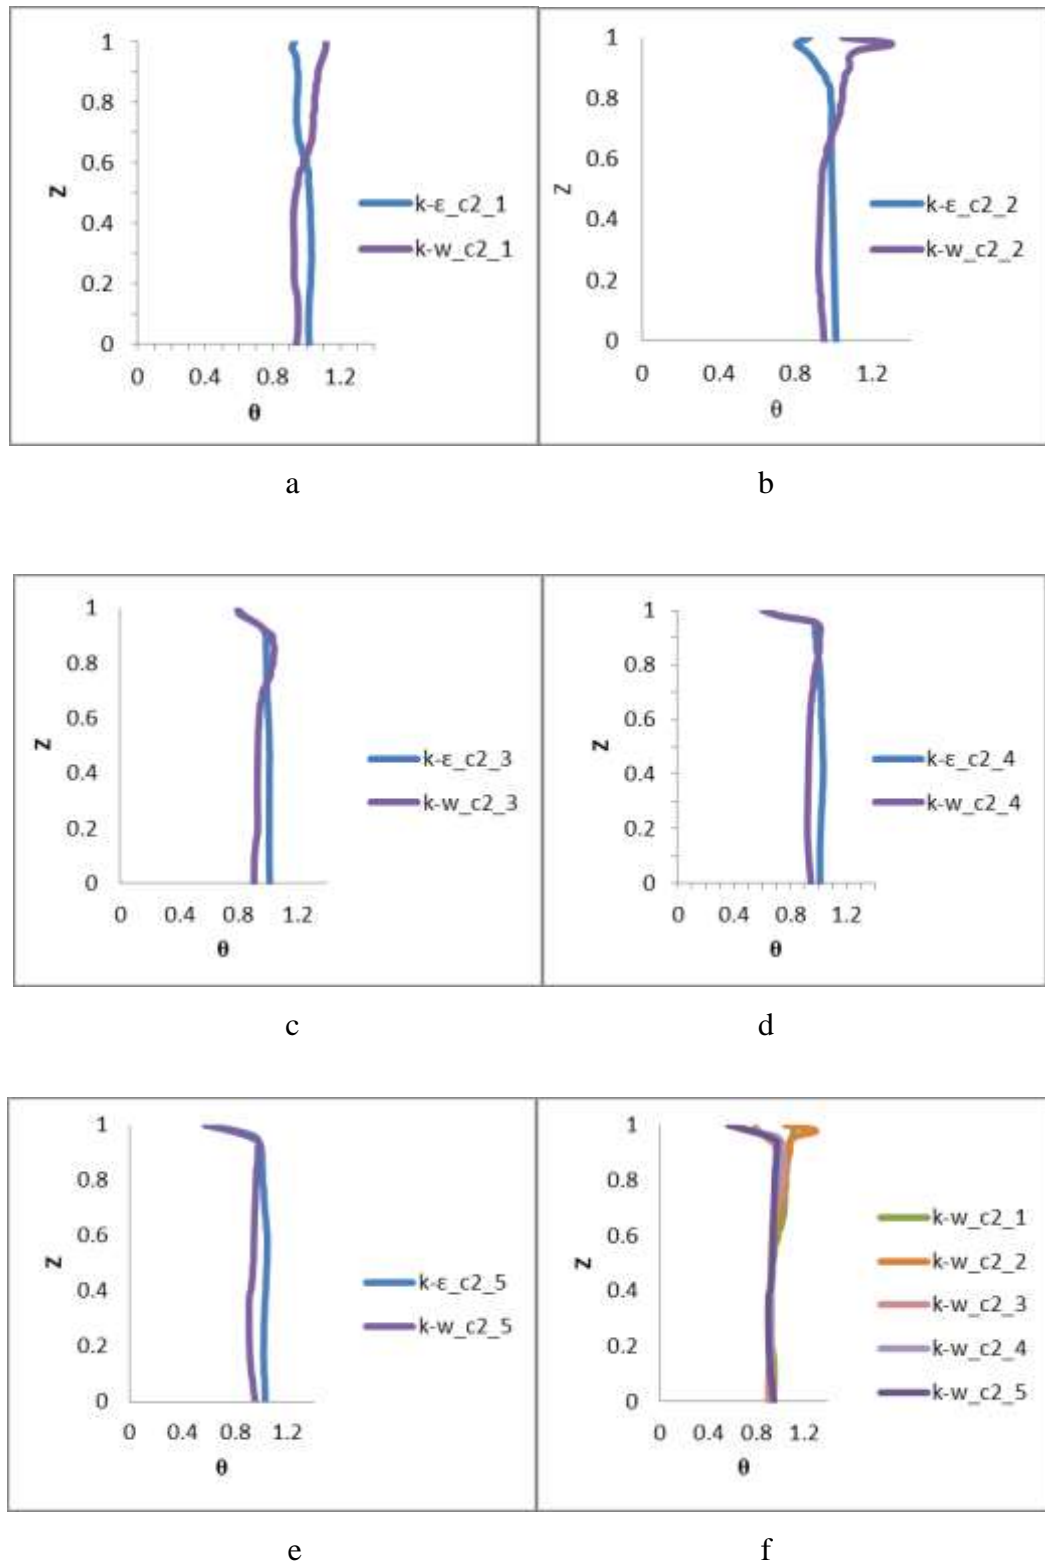 1
0.8
0.6
Z
0.4
0.2
0
0 0.4 0.8 1.2
θ
k-ε_c2_1
k-w_c2_1
1
0.8
0.6
Z
0.4
0.2
0
0 0.4 0.8 1.2
θ
k-ε_c2_2
k-w_c2_2
a b
1
0.8
0.6
Z
0.4
0.2
0
0 0.4 0.8 1.2
θ
k-ε_c2_3
k-w_c2_3
1
0.8
0.6
Z
0.4
0.2
0
0 0.4 0.8 1.2
θ
k-ε_c2_4
k-w_c2_4
c d
1
0.8
0.6
Z
0.4
0.2
0
0 0.4 0.8 1.2
θ
k-ε_c2_5
k-w_c2_5
1
0.8
0.6
Z
0.4
0.2
0
0 0.4 0.8 1.2
θ
k-w_c2_1
k-w_c2_2
k-w_c2_3
k-w_c2_4
k-w_c2_5
e f